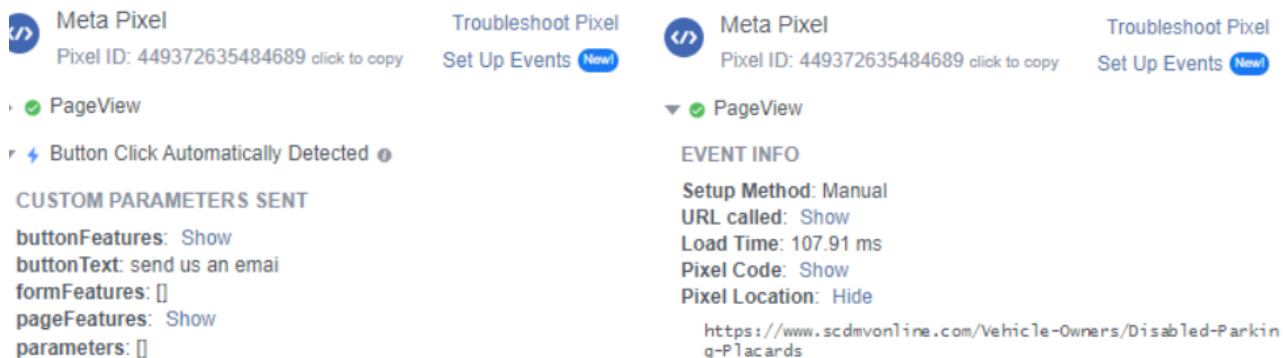 Meta Pixel
Troubleshoot Pixel
Pixel ID: 449372635484689 click to copy
Set Up Events New!
PageView
Button Click Automatically Detected
CUSTOM PARAMETERS SENT
buttonFeatures: Show
buttonText: send us an emai
formFeatures: []
pageFeatures: Show
parameters: []
Meta Pixel
Troubleshoot Pixel
Pixel ID: 449372635484689 click to copy
Set Up Events New!
PageView
EVENT INFO
Setup Method: Manual
URL called: Show
Load Time: 107.91 ms
Pixel Code: Show
Pixel Location: Hide
https://www.scdmvonline.com/Vehicle-Owners/Disabled-Parkin
g-Placards